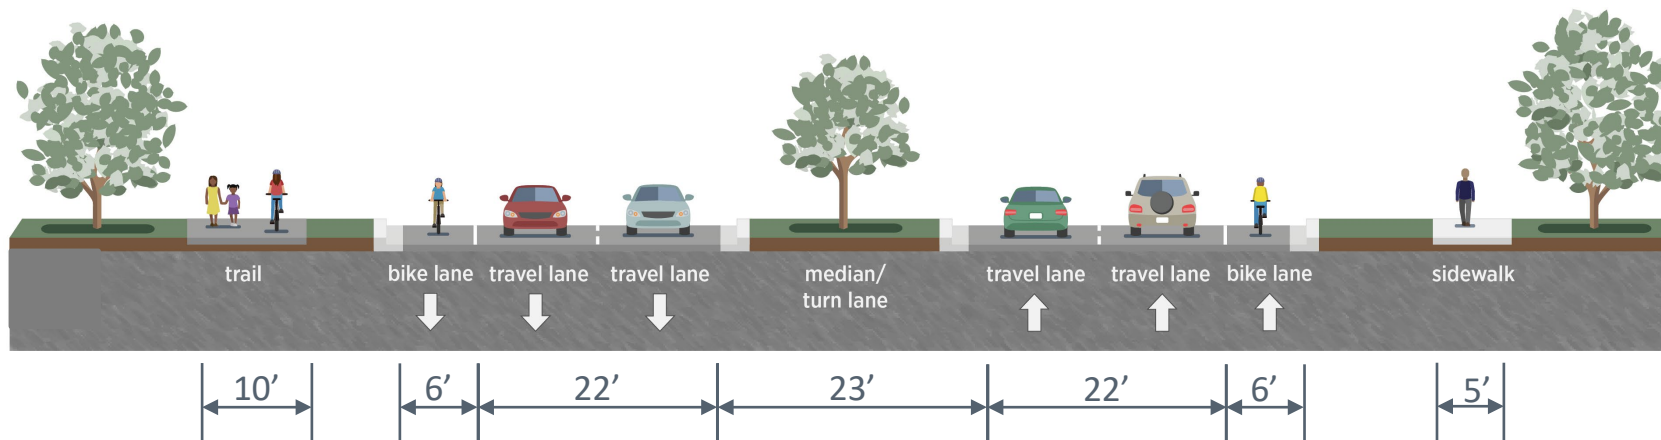 trail
bike lane
travel lane
travel lane
median/
turn lane
travel lane
travel lane
bike lane
sidewalk
10’
6’
22’
23’
22’
6’
5’